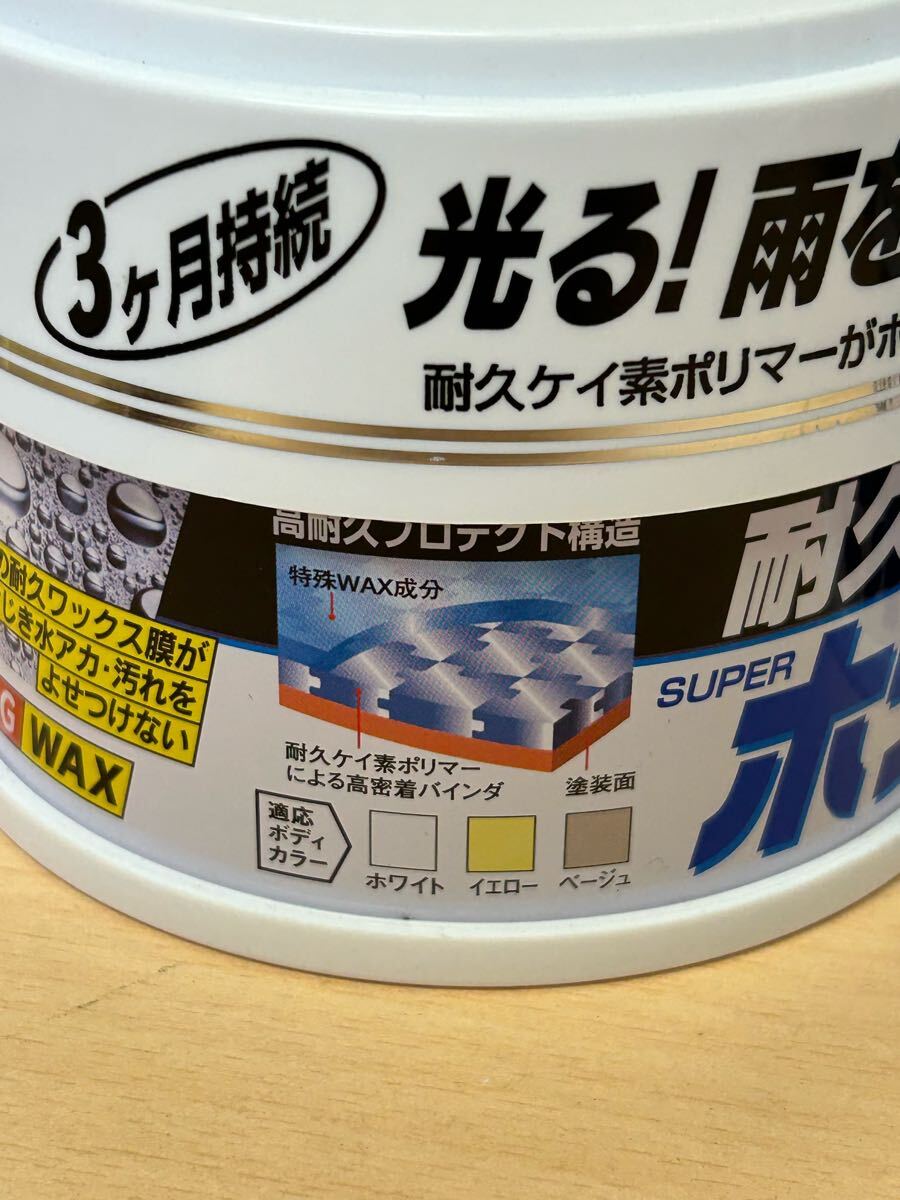 3ヶ月持続
光る!雨を
耐久ケイ素ポリマーがボ
の耐久ワックス膜が
じき水アカ・汚れを
よせつけない
G WAX
高耐久プロテクト構造
特殊WAX成分
耐久ケイ素ポリマー
による高密着バインダ
塗装面
適応
ボディ
カラー
ホワイト
イエロー
ベージュ
耐久
SUPER
ボ